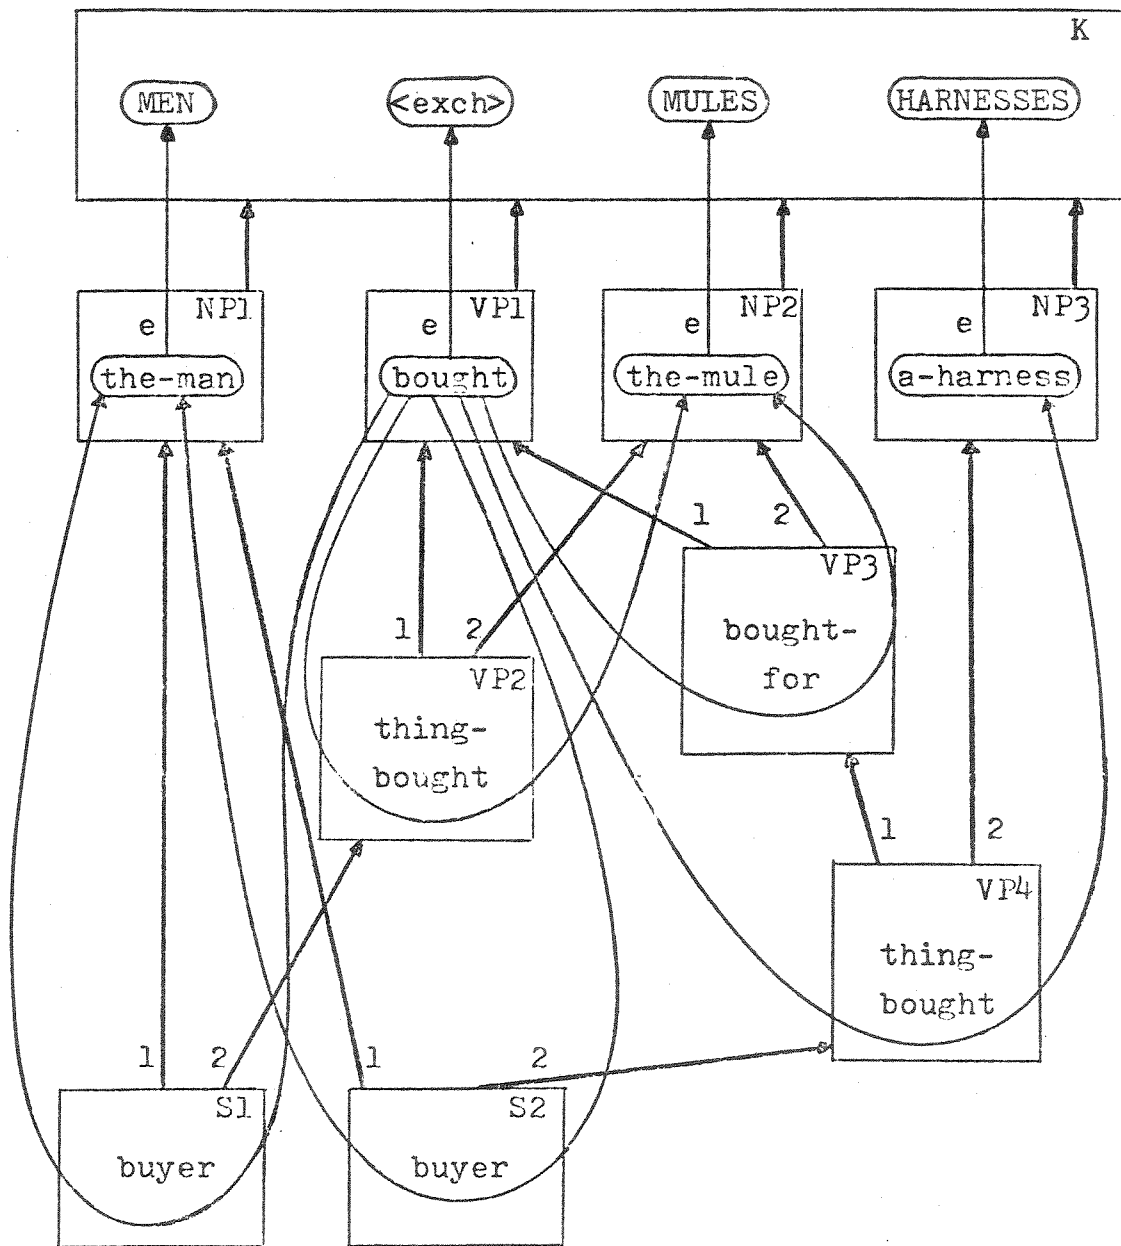 K
MEN
<exch>
MULES
HARNESSES
NP1
VP1
NP2
NP3
e
e
e
e
the-man
bought
the-mule
a-harness
1
2
VP3
bought-
for
1
2
VP2
thing-
bought
1
2
VP4
thing-
bought
1
2
1
2
S1
S2
buyer
buyer